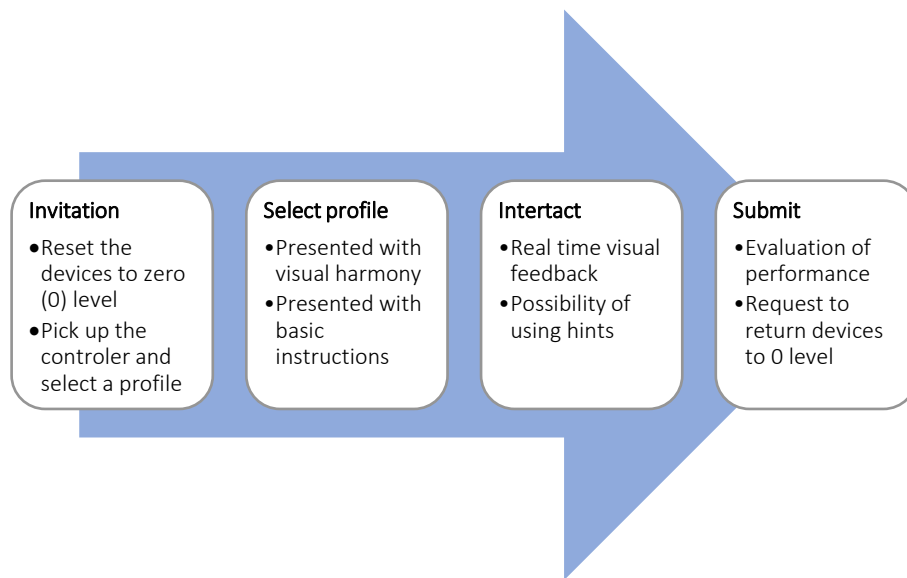 Invitation
•Reset the
devices to zero
(0) level
•Pick up the
controler and
select a profile
Select profile
•Presented with
visual harmony
•Presented with
basic
instructions
Intertact
•Real time visual
feedback
•Possibility of
using hints
Submit
•Evaluation of
performance
•Request to
return devices
to 0 level